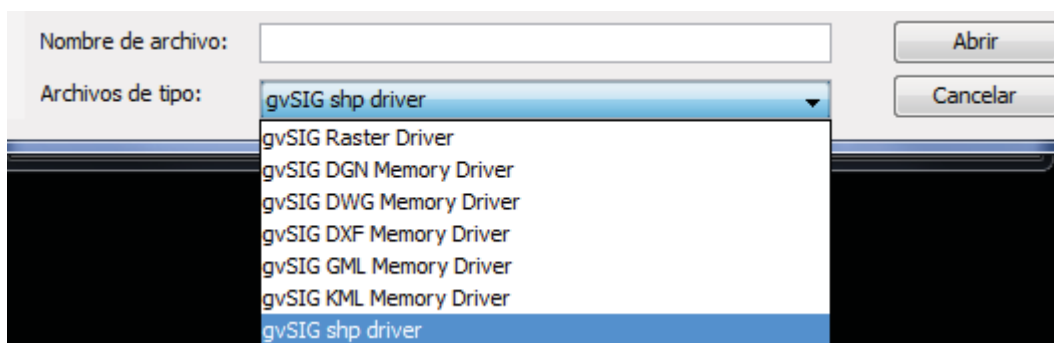 Nombre de archivo:
Abrir
Archivos de tipo:
gvSIG shp driver
Cancelar
gvSIG Raster Driver
gvSIG DGN Memory Driver
gvSIG DWG Memory Driver
gvSIG DXF Memory Driver
gvSIG GML Memory Driver
gvSIG KML Memory Driver
gvSIG shp driver